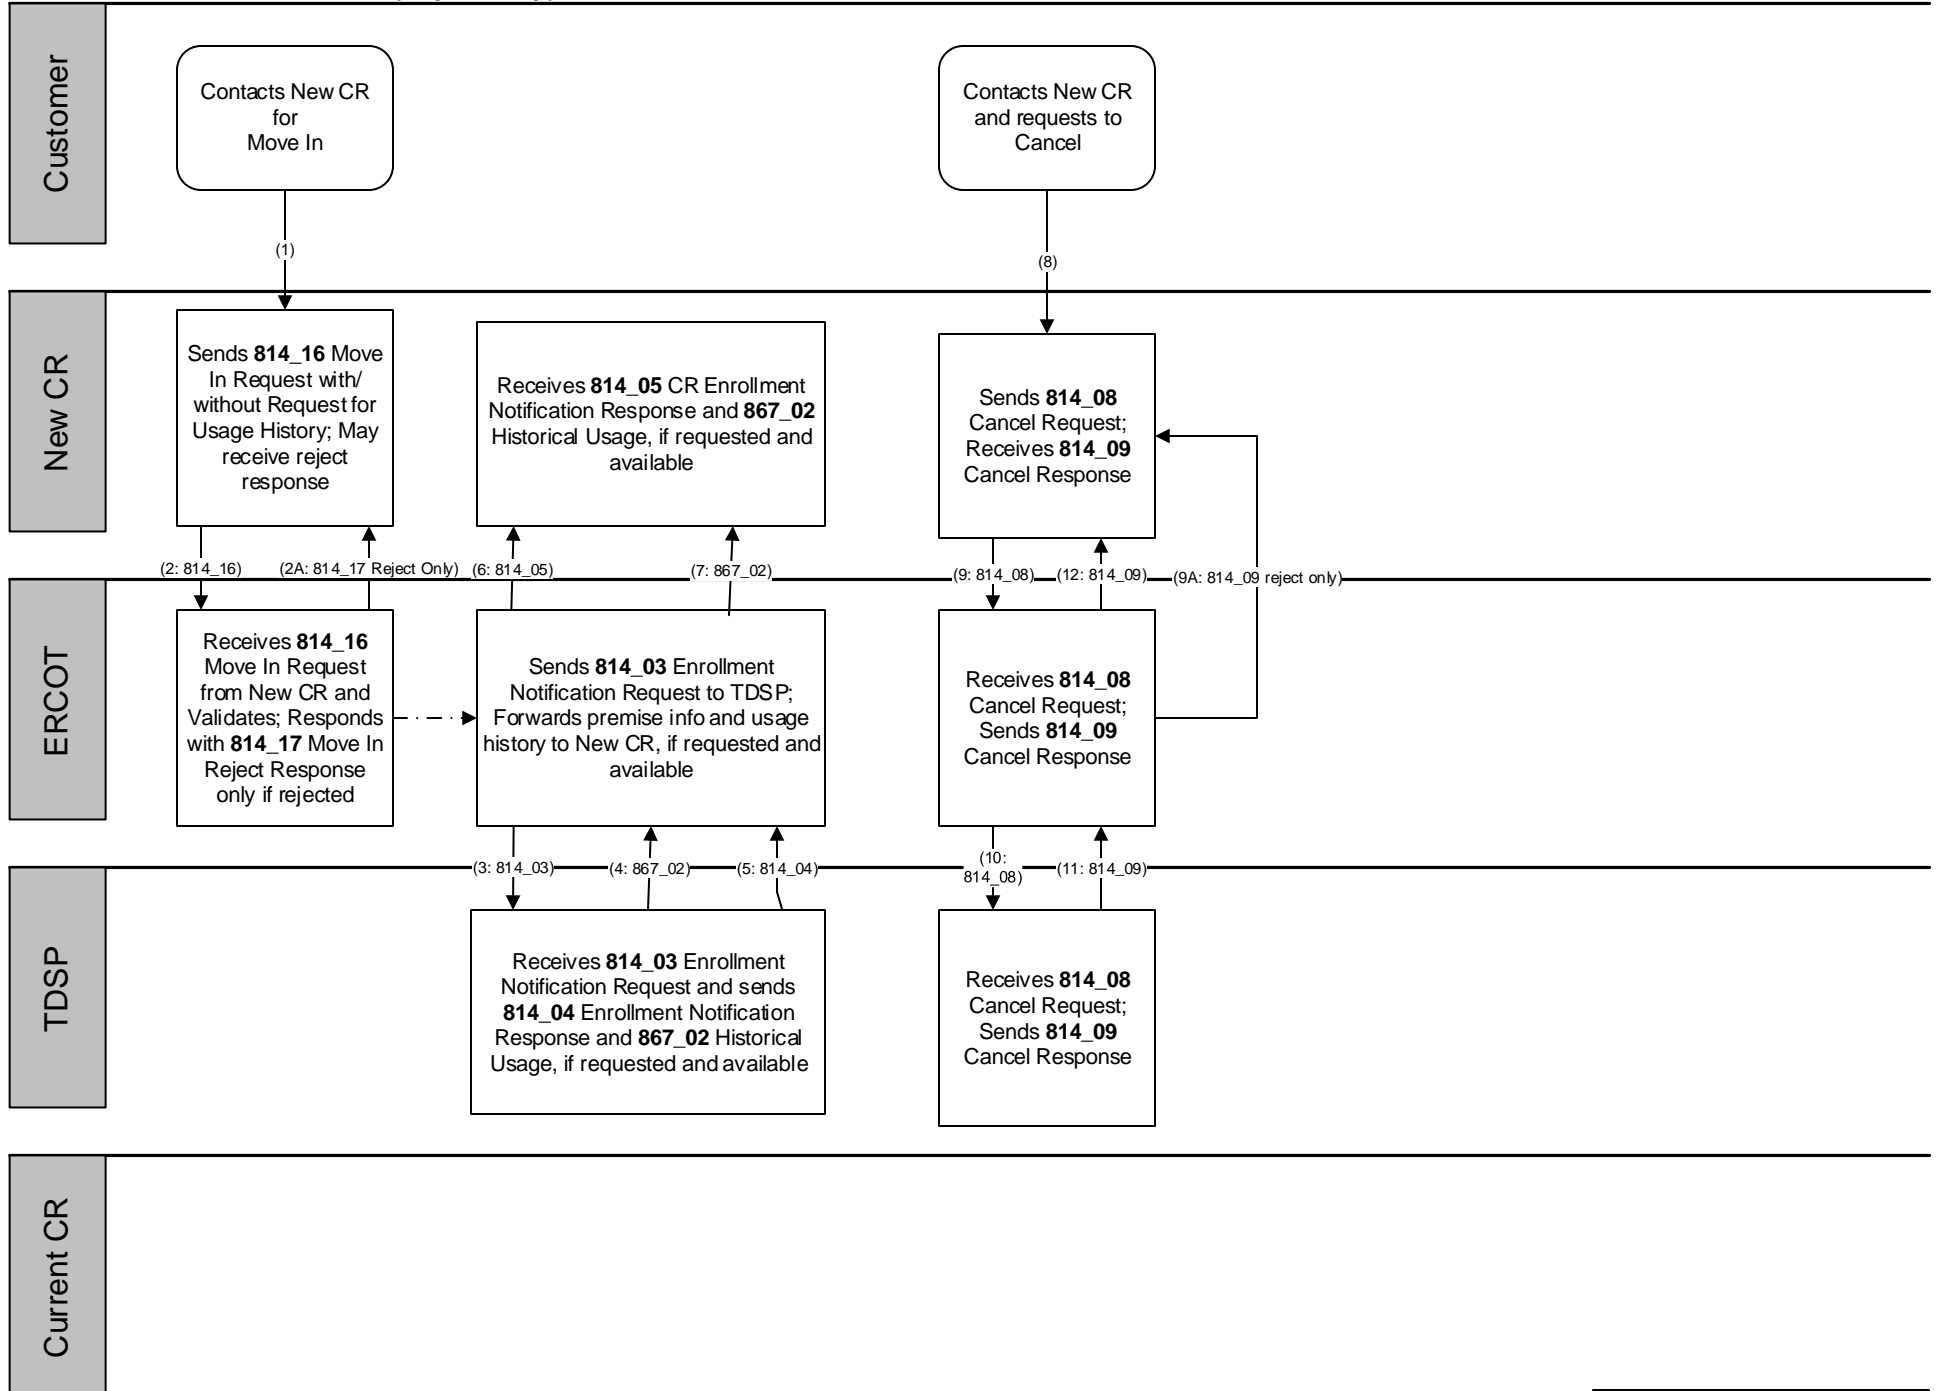 Customer
Contacts New CR
for
Move In
Contacts New CR
and requests to
Cancel
(1)
(8)
New CR
Sends 814_16 Move
In Request with/
without Request for
Usage History; May
receive reject
response
Receives 814_05 CR Enrollment
Notification Response and 867_02
Historical Usage, if requested and
available
Sends 814_08
Cancel Request;
Receives 814_09
Cancel Response
(2: 814_16)
(2A: 814_17 Reject Only)
(6: 814_05)
(7: 867_02)
(9: 814_08)
(12: 814_09)
(9A: 814_09 reject only)
ERCOT
Receives 814_16
Move In Request
from New CR and
Validates; Responds
with 814_17 Move In
Reject Response
only if rejected
Sends 814_03 Enrollment
Notification Request to TDSP;
Forwards premise info and usage
history to New CR, if requested and
available
Receives 814_08
Cancel Request;
Sends 814_09
Cancel Response
(3: 814_03)
(4: 867_02)
(5: 814_04)
(10:
814_08)
(11: 814_09)
TDSP
Receives 814_03 Enrollment
Notification Request and sends
814_04 Enrollment Notification
Response and 867_02 Historical
Usage, if requested and available
Receives 814_08
Cancel Request;
Sends 814_09
Cancel Response
Current CR